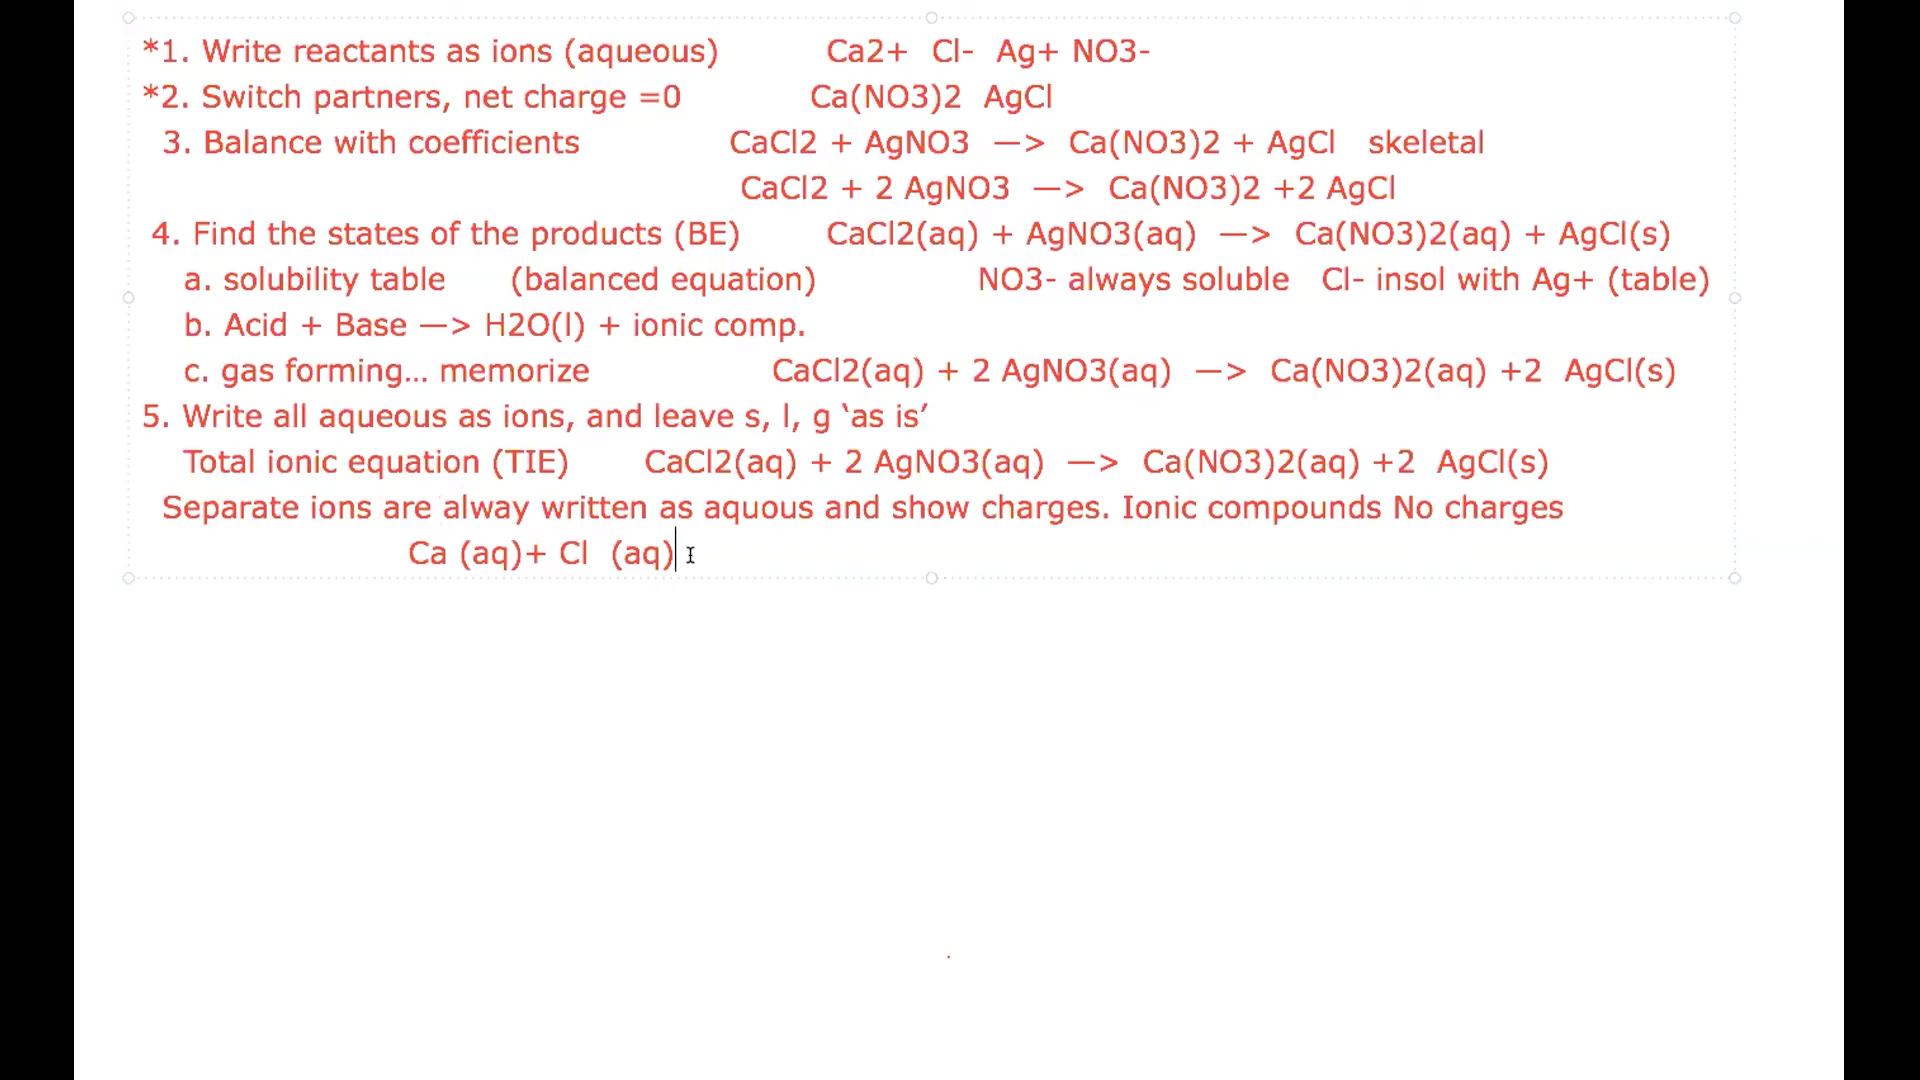 *1. Write reactants as ions (aqueous) Ca2+ Cl- Ag+ NO3-
*2. Switch partners, net charge =0 Ca(NO3)2 AgCl
3. Balance with coefficients CaCl2 + AgNO3 —> Ca(NO3)2 + AgCl skeletal
CaCl2 + 2 AgNO3 —> Ca(NO3)2 +2 AgCl
4. Find the states of the products (BE) CaCl2(aq) + AgNO3(aq) —> Ca(NO3)2(aq) + AgCl(s)
a. solubility table (balanced equation) NO3- always soluble Cl- insol with Ag+ (table)
b. Acid + Base —> H2O(l) + ionic comp.
c. gas forming... memorize CaCl2(aq) + 2 AgNO3(aq) —> Ca(NO3)2(aq) +2 AgCl(s)
5. Write all aqueous as ions, and leave s, l, g ‘as is’
Total ionic equation (TIE) CaCl2(aq) + 2 AgNO3(aq) —> Ca(NO3)2(aq) +2 AgCl(s)
Separate ions are alway written as aquous and show charges. Ionic compounds No charges
Ca (aq)+ Cl (aq)